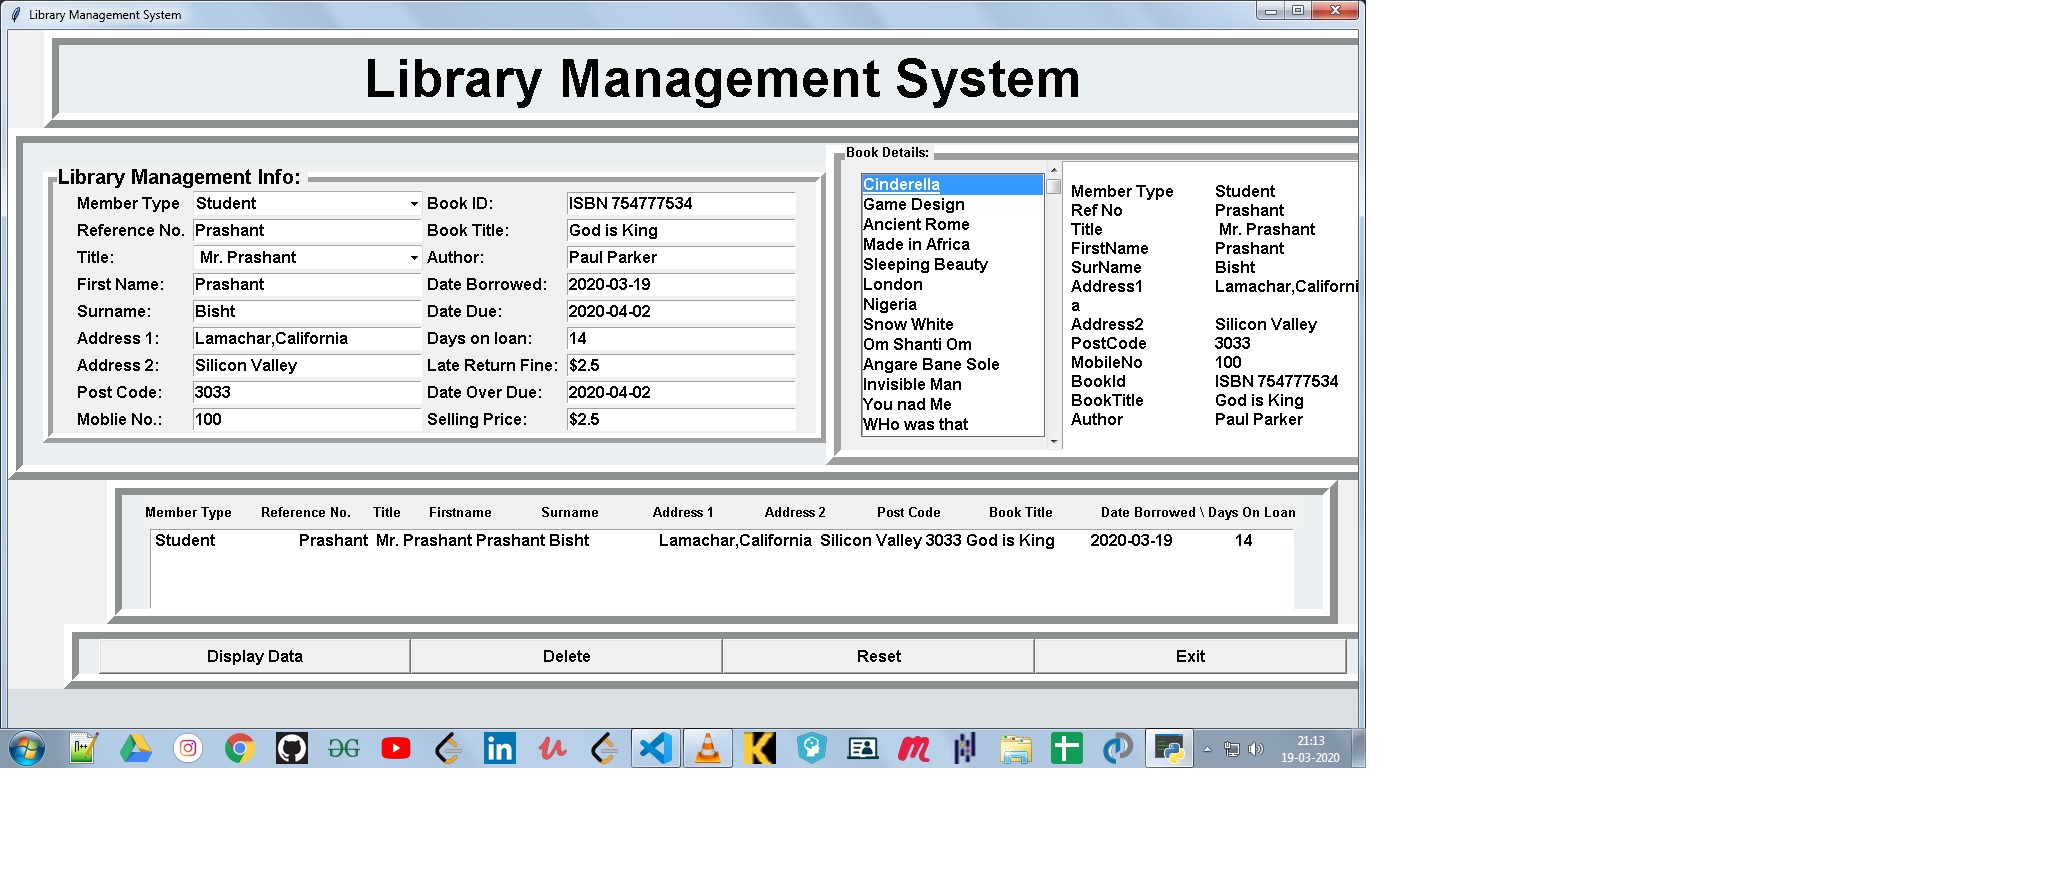 Library Management System
Library Management System
Library Management Info:
Member Type Student Book ID: ISBN 754777534
Reference No. Prashant Book Title: God is King
Title: Mr. Prashant Author: Paul Parker
First Name: Prashant Date Borrowed: 2020-03-19
Surname: Bisht Date Due: 2020-04-02
Address 1: Lamachar,California Days on loan: 14
Address 2: Silicon Valley Late Return Fine: $2.5
Post Code: 3033 Date Over Due: 2020-04-02
Moblie No.: 100 Selling Price: $2.5
Book Details:
Cinderella
Game Design
Ancient Rome
Made in Africa
Sleeping Beauty
London
Nigeria
Snow White
Om Shanti Om
Angare Bane Sole
Invisible Man
You nad Me
WHo was that
Member Type Student
Ref No Prashant
Title Mr. Prashant
FirstName Prashant
SurName Bisht
Address1 Lamachar,Californi
a
Address2 Silicon Valley
PostCode 3033
MobileNo 100
BookId ISBN 754777534
BookTitle God is King
Author Paul Parker
Member Type Reference No. Title Firstname Surname Address 1 Address 2 Post Code Book Title Date Borrowed \ Days On Loan
Student Prashant Mr. Prashant Prashant Bisht Lamachar,California Silicon Valley 3033 God is King 2020-03-19 14
Display Data Delete Reset Exit
21:13
19-03-2020